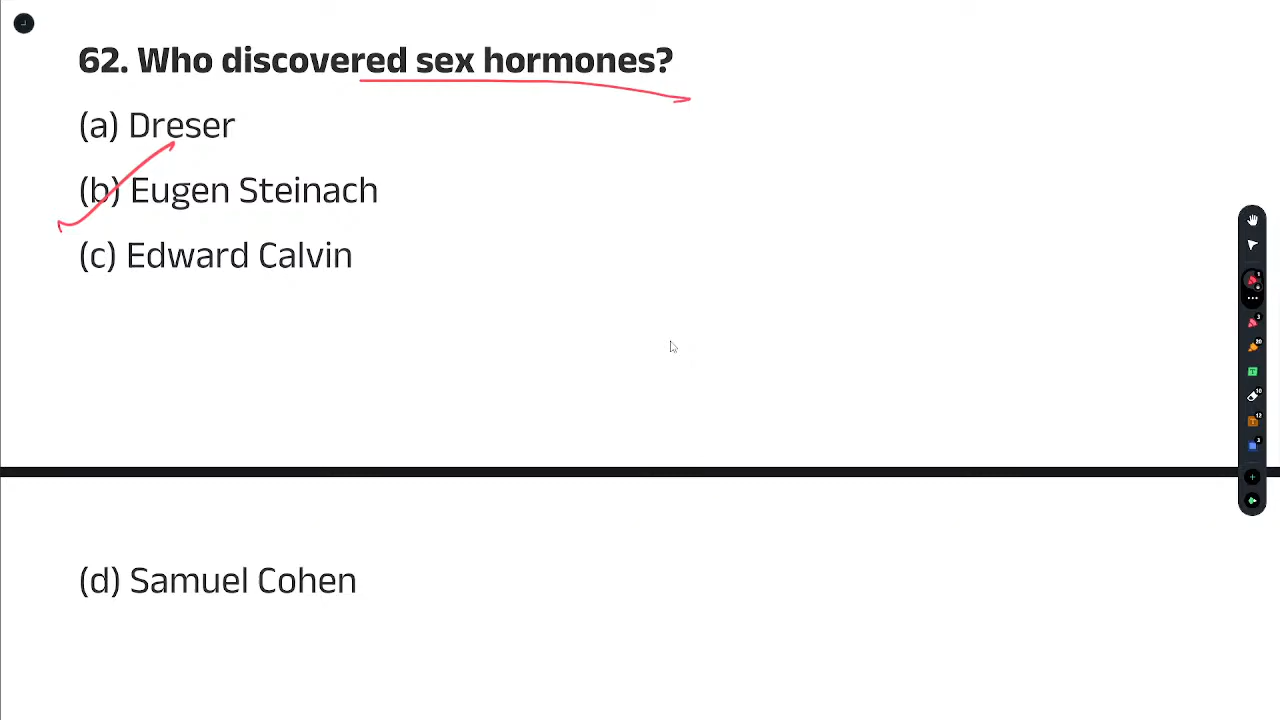 62. Who discovered sex hormones?
(a) Dreser
(b) Eugen Steinach
(c) Edward Calvin
(d) Samuel Cohen